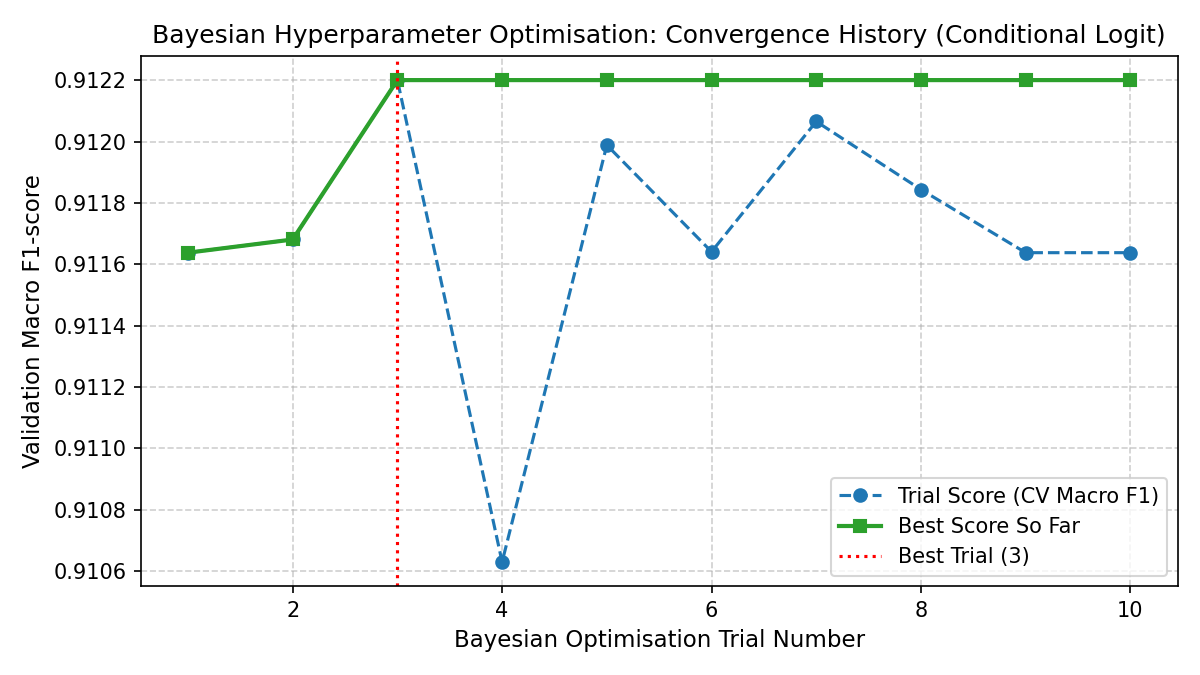 Bayesian Hyperparameter Optimisation: Convergence History (Conditional Logit)
Validation Macro F1-score
0.9122
0.9120
0.9118
0.9116
0.9114
0.9112
0.9110
0.9108
0.9106
Trial Score (CV Macro F1)
Best Score So Far
Best Trial (3)
2 4 6 8 10
Bayesian Optimisation Trial Number